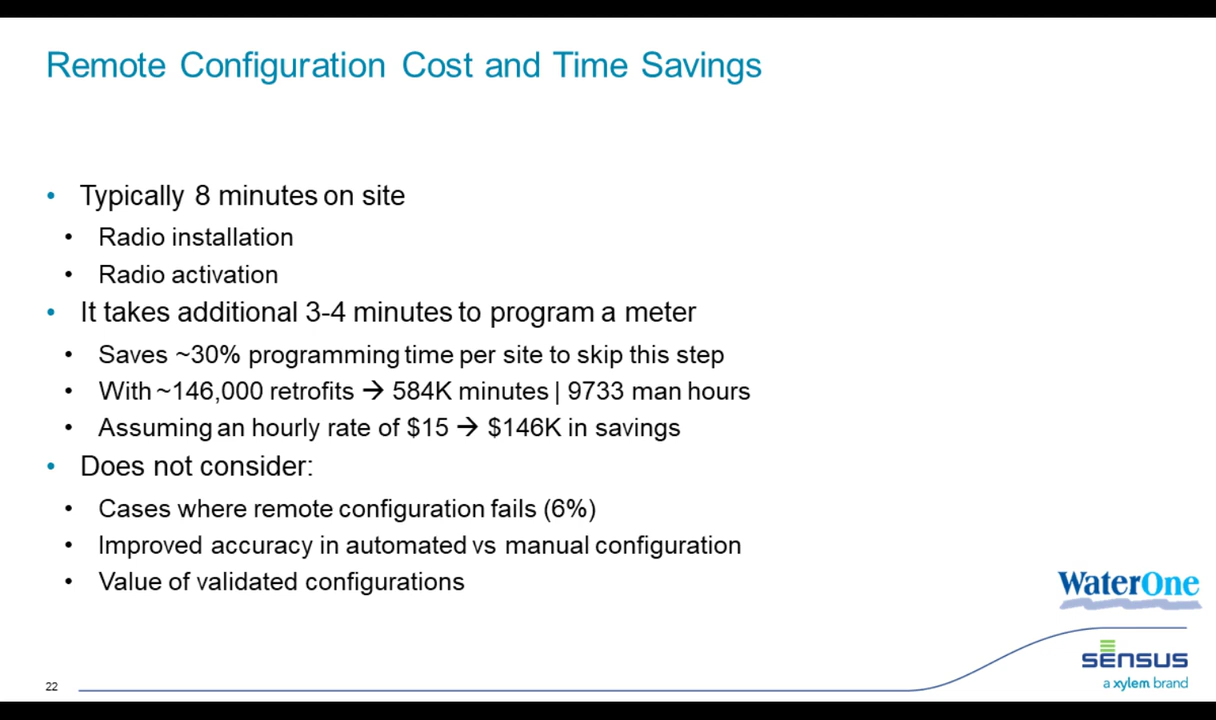 Remote Configuration Cost and Time Savings
• Typically 8 minutes on site
• Radio installation
• Radio activation
• It takes additional 3-4 minutes to program a meter
• Saves ~30% programming time per site to skip this step
• With ~146,000 retrofits → 584K minutes | 9733 man hours
• Assuming an hourly rate of $15 → $146K in savings
• Does not consider:
• Cases where remote configuration fails (6%)
• Improved accuracy in automated vs manual configuration
• Value of validated configurations
WaterOne
sensus
a xylem brand
22